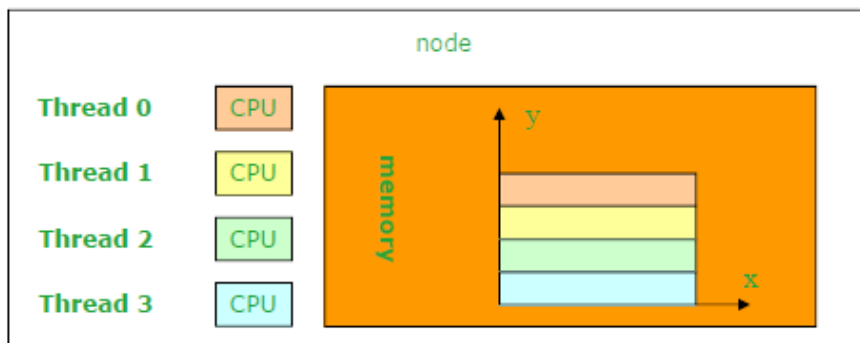 node
Thread 0 CPU
Thread 1 CPU
Thread 2 CPU
Thread 3 CPU
memory
y
x